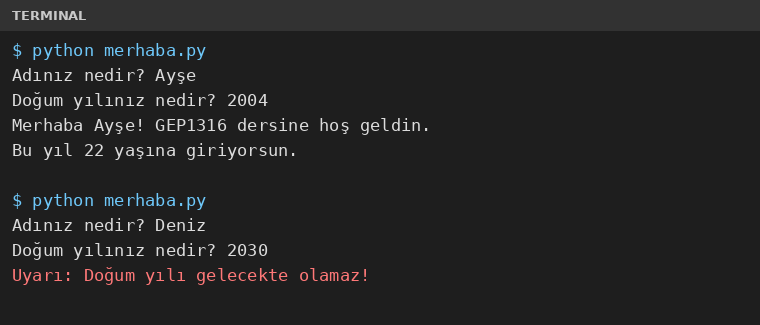 TERMINAL
$ python merhaba.py
Adınız nedir? Ayşe
Doğum yılınız nedir? 2004
Merhaba Ayşe! GEP1316 dersine hoş geldin.
Bu yıl 22 yaşına giriyorsun.
$ python merhaba.py
Adınız nedir? Deniz
Doğum yılınız nedir? 2030
Uyarı: Doğum yılı gelecekte olamaz!